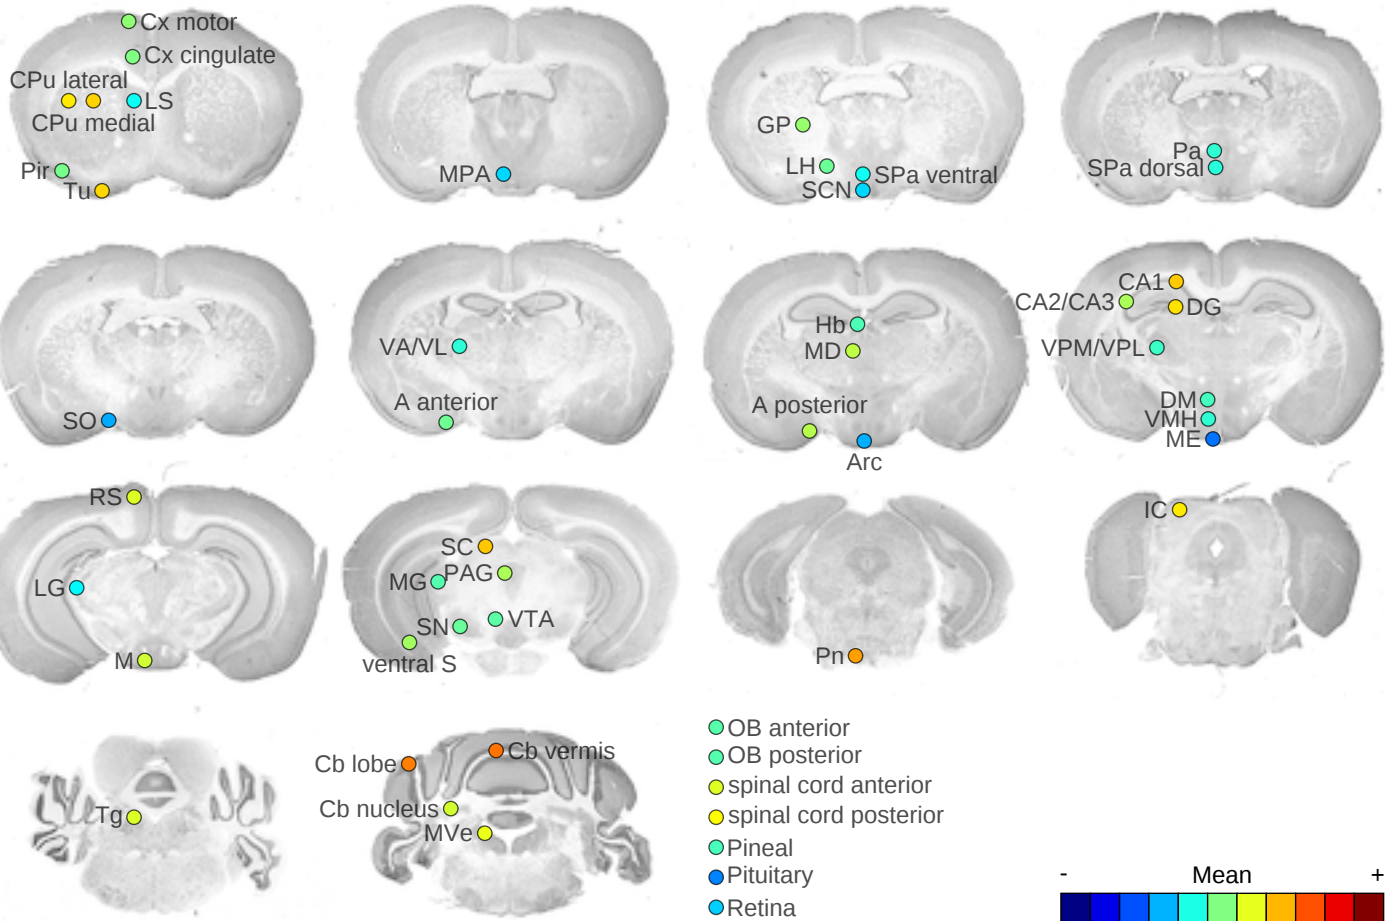 Cx motor
Cx cingulate
CPu lateral
LS
CPu medial
Pir
Tu
MPA
GP
LH
SPa ventral
SCN
Pa
SPa dorsal
SO
VA/VL
A anterior
Hb
MD
A posterior
Arc
CA1
CA2/CA3
DG
VPM/VPL
DM
VMH
ME
RS
LG
M
SC
PAG
MG
SN
VTA
ventral S
Pn
IC
Tg
Cb lobe
Cb vermis
Cb nucleus
MVe
OB anterior
OB posterior
spinal cord anterior
spinal cord posterior
Pineal
Pituitary
Retina
- Mean +